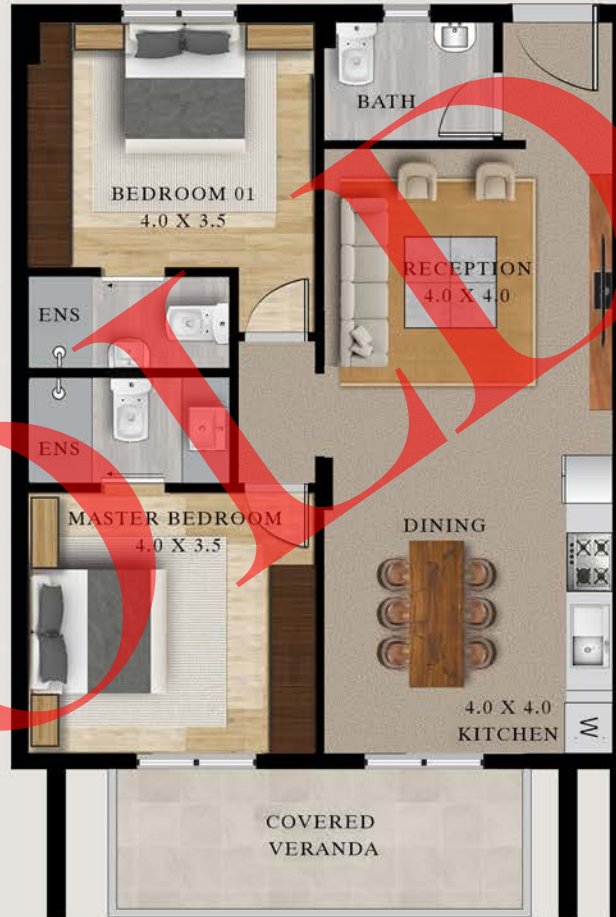 BATH
BEDROOM 01
4.0 X 3.5
RECEPTION
4.0 X 4.0
ENS
ENS
MASTER BEDROOM
4.0 X 3.5
DINING
4.0 X 4.0
KITCHEN
W
COVERED
VERANDA
SOLD